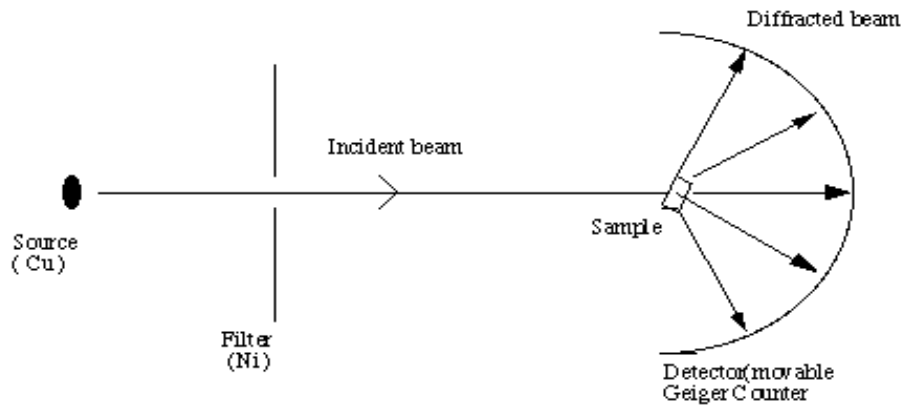 Diffracted beam
Incident beam
Sample
Source
( Cu)
Filter
(Ni)
Detector(movable
Geiger Counter